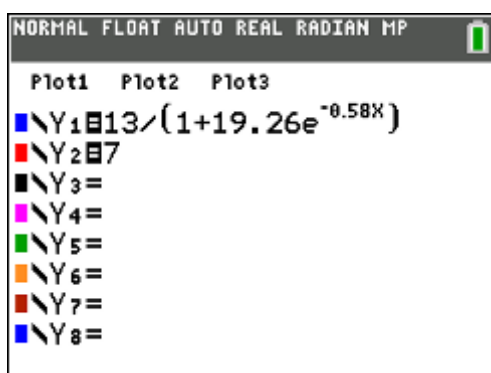 NORMAL FLOAT AUTO REAL RADIAN MP
Plot1 Plot2 Plot3
\Y₁=13/(1+19.26e⁻⁰·⁵⁸ˣ)
\Y₂=7
\Y₃=
\Y₄=
\Y₅=
\Y₆=
\Y₇=
\Y₈=